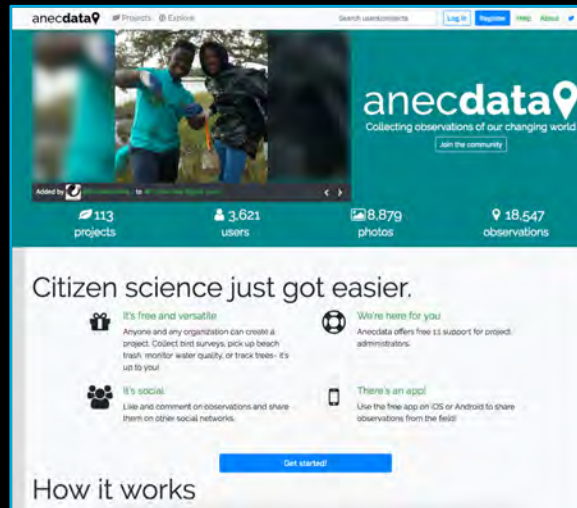 anecdata Projects Explore Search users&projects Log In Register Help About
anecdata
Collecting observations of our changing world
Join the community
Added by to
113 3,621 8,879 18,547
projects users photos observations
Citizen science just got easier.
It's free and versatile
Anyone and any organization can create a
project. Collect bird surveys, pick up beach
trash, monitor water quality, or track trees- it's
up to you!
We're here for you
Anecdata offers free 1:1 support for project
administrators.
It's social
Like and comment on observations and share
them on other social networks.
There's an app!
Use the free app on iOS or Android to share
observations from the field!
Get started!
How it works